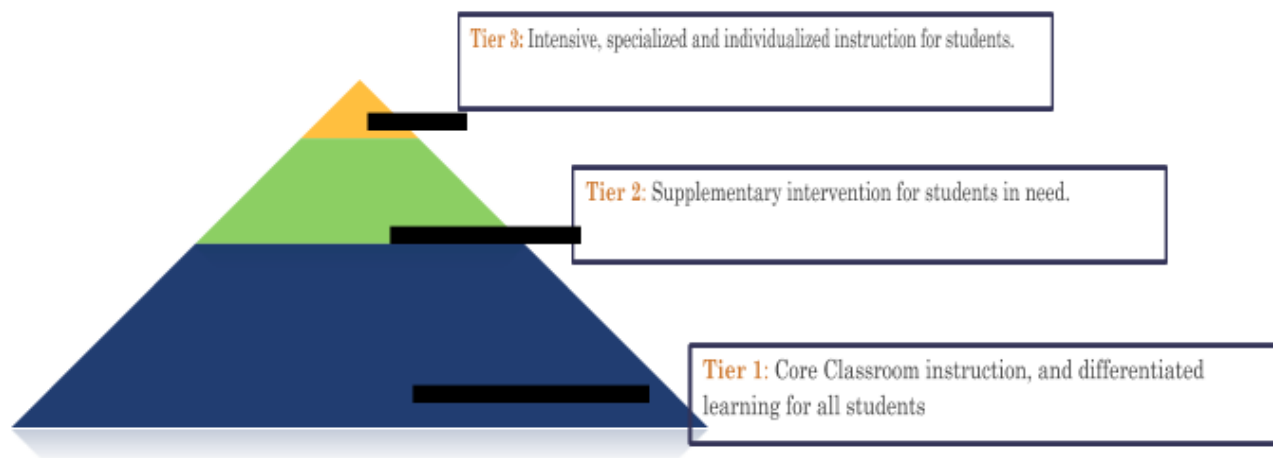 Tier 3: Intensive, specialized and individualized instruction for students.
Tier 2: Supplementary intervention for students in need.
Tier 1: Core Classroom instruction, and differentiated
learning for all students